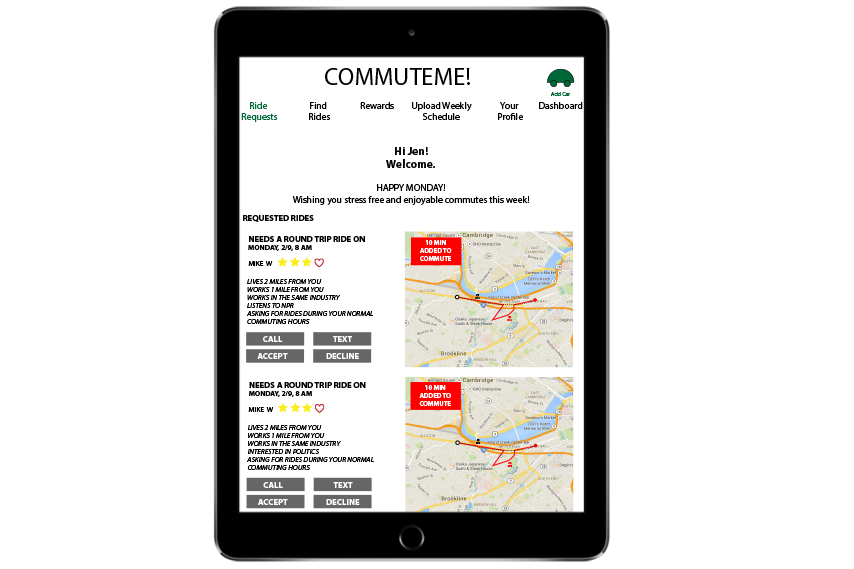 COMMUTEME!
Add Car
Ride Requests
Find Rides
Rewards
Upload Weekly Schedule
Your Profile
Dashboard
Hi Jen!
Welcome.
HAPPY MONDAY!
Wishing you stress free and enjoyable commutes this week!
REQUESTED RIDES
NEEDS A ROUND TRIP RIDE ON
MONDAY, 2/9, 8 AM
MIKE W
LIVES 2 MILES FROM YOU
WORKS 1 MILE FROM YOU
WORKS IN THE SAME INDUSTRY
LISTENS TO NPR
ASKING FOR RIDES DURING YOUR NORMAL
COMMUTING HOURS
CALL
TEXT
ACCEPT
DECLINE
10 MIN
ADDED TO
COMMUTE
Cambridge
Brookline
NEEDS A ROUND TRIP RIDE ON
MONDAY, 2/9, 8 AM
MIKE W
LIVES 2 MILES FROM YOU
WORKS 1 MILE FROM YOU
WORKS IN THE SAME INDUSTRY
INTERESTED IN POLITICS
ASKING FOR RIDES DURING YOUR NORMAL
COMMUTING HOURS
CALL
TEXT
ACCEPT
DECLINE
10 MIN
ADDED TO
COMMUTE
Cambridge
Brookline